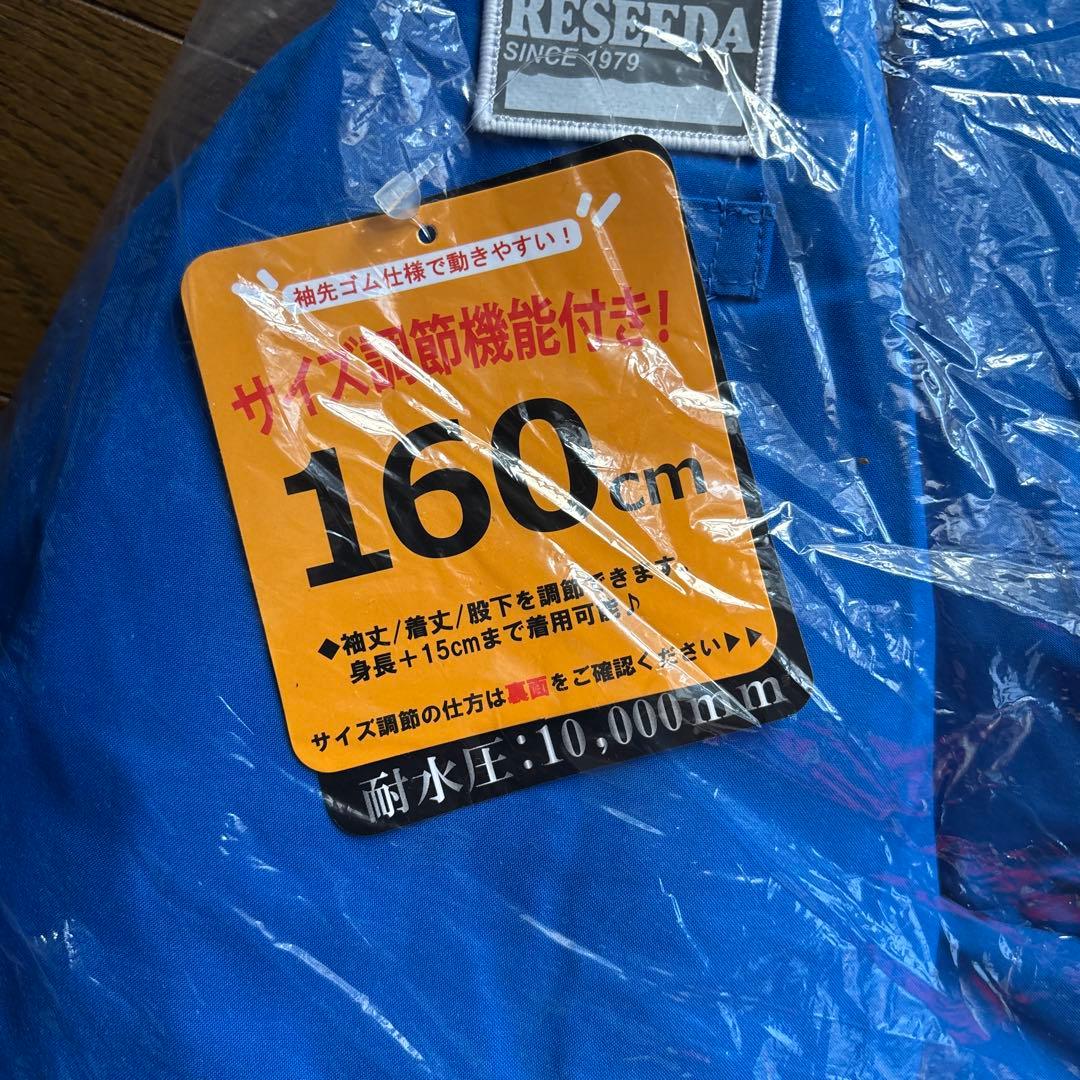 RESEEDA
SINCE 1979
袖先ゴム仕様で動きやすい!
サイズ調節機能付き!
160cm
◆袖丈/着丈/股下を調節できます。
身長+15cmまで着用可能♪
サイズ調節の仕方は裏面をご確認ください▶▶
耐水圧:10,000mm